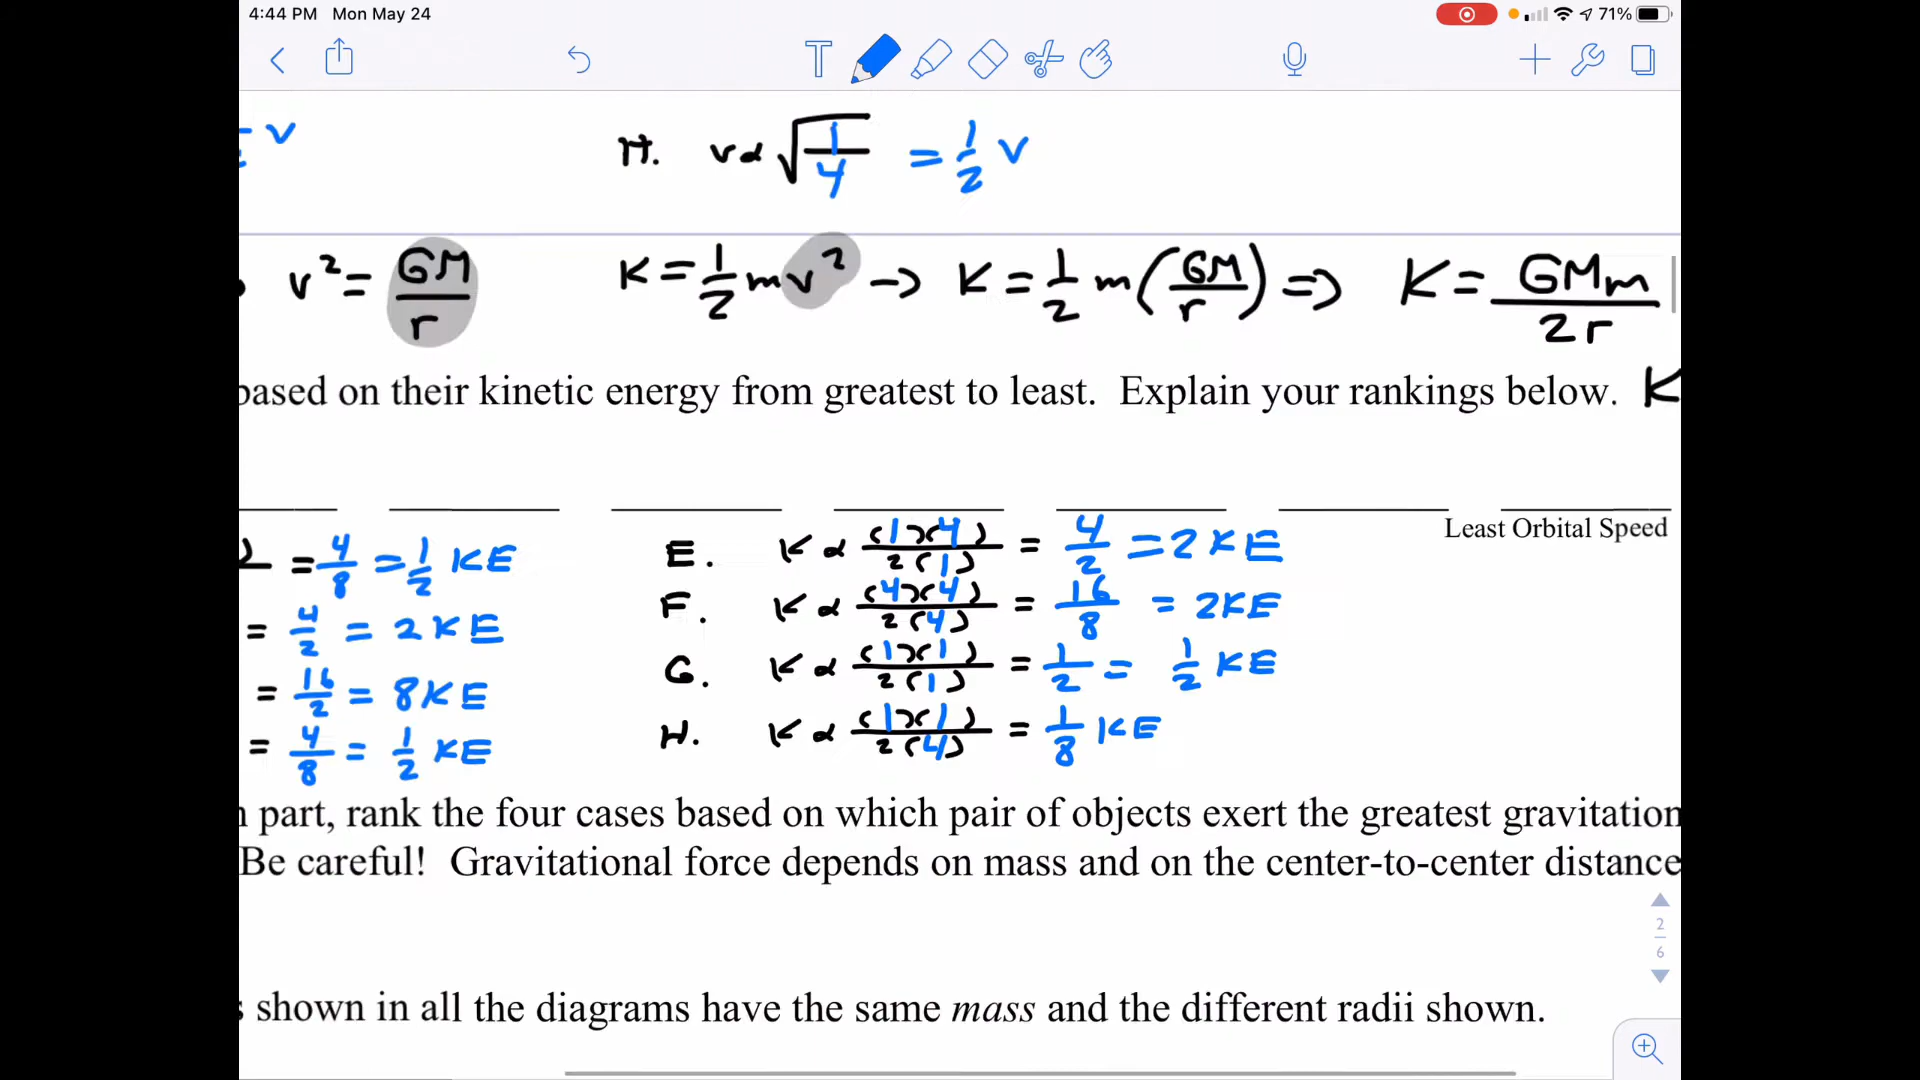 4:44 PM Mon May 24
71%
T
= v
H. v α √(1/4) = 1/2 v
v² = GM/r K = 1/2 mv² → K = 1/2 m(GM/r) ⇒ K = GMm/2r
based on their kinetic energy from greatest to least. Explain your rankings below. K
Least Orbital Speed
= 4/8 = 1/2 KE
= 4/2 = 2KE
= 16/2 = 8KE
= 4/8 = 1/2 KE
E. K α (1)(4)/2(1) = 4/2 = 2KE
F. K α (4)(4)/2(4) = 16/8 = 2KE
G. K α (1)(1)/2(1) = 1/2 = 1/2 KE
H. K α (1)(1)/2(4) = 1/8 KE
part, rank the four cases based on which pair of objects exert the greatest gravitation
Be careful! Gravitational force depends on mass and on the center-to-center distance
2
6
shown in all the diagrams have the same mass and the different radii shown.